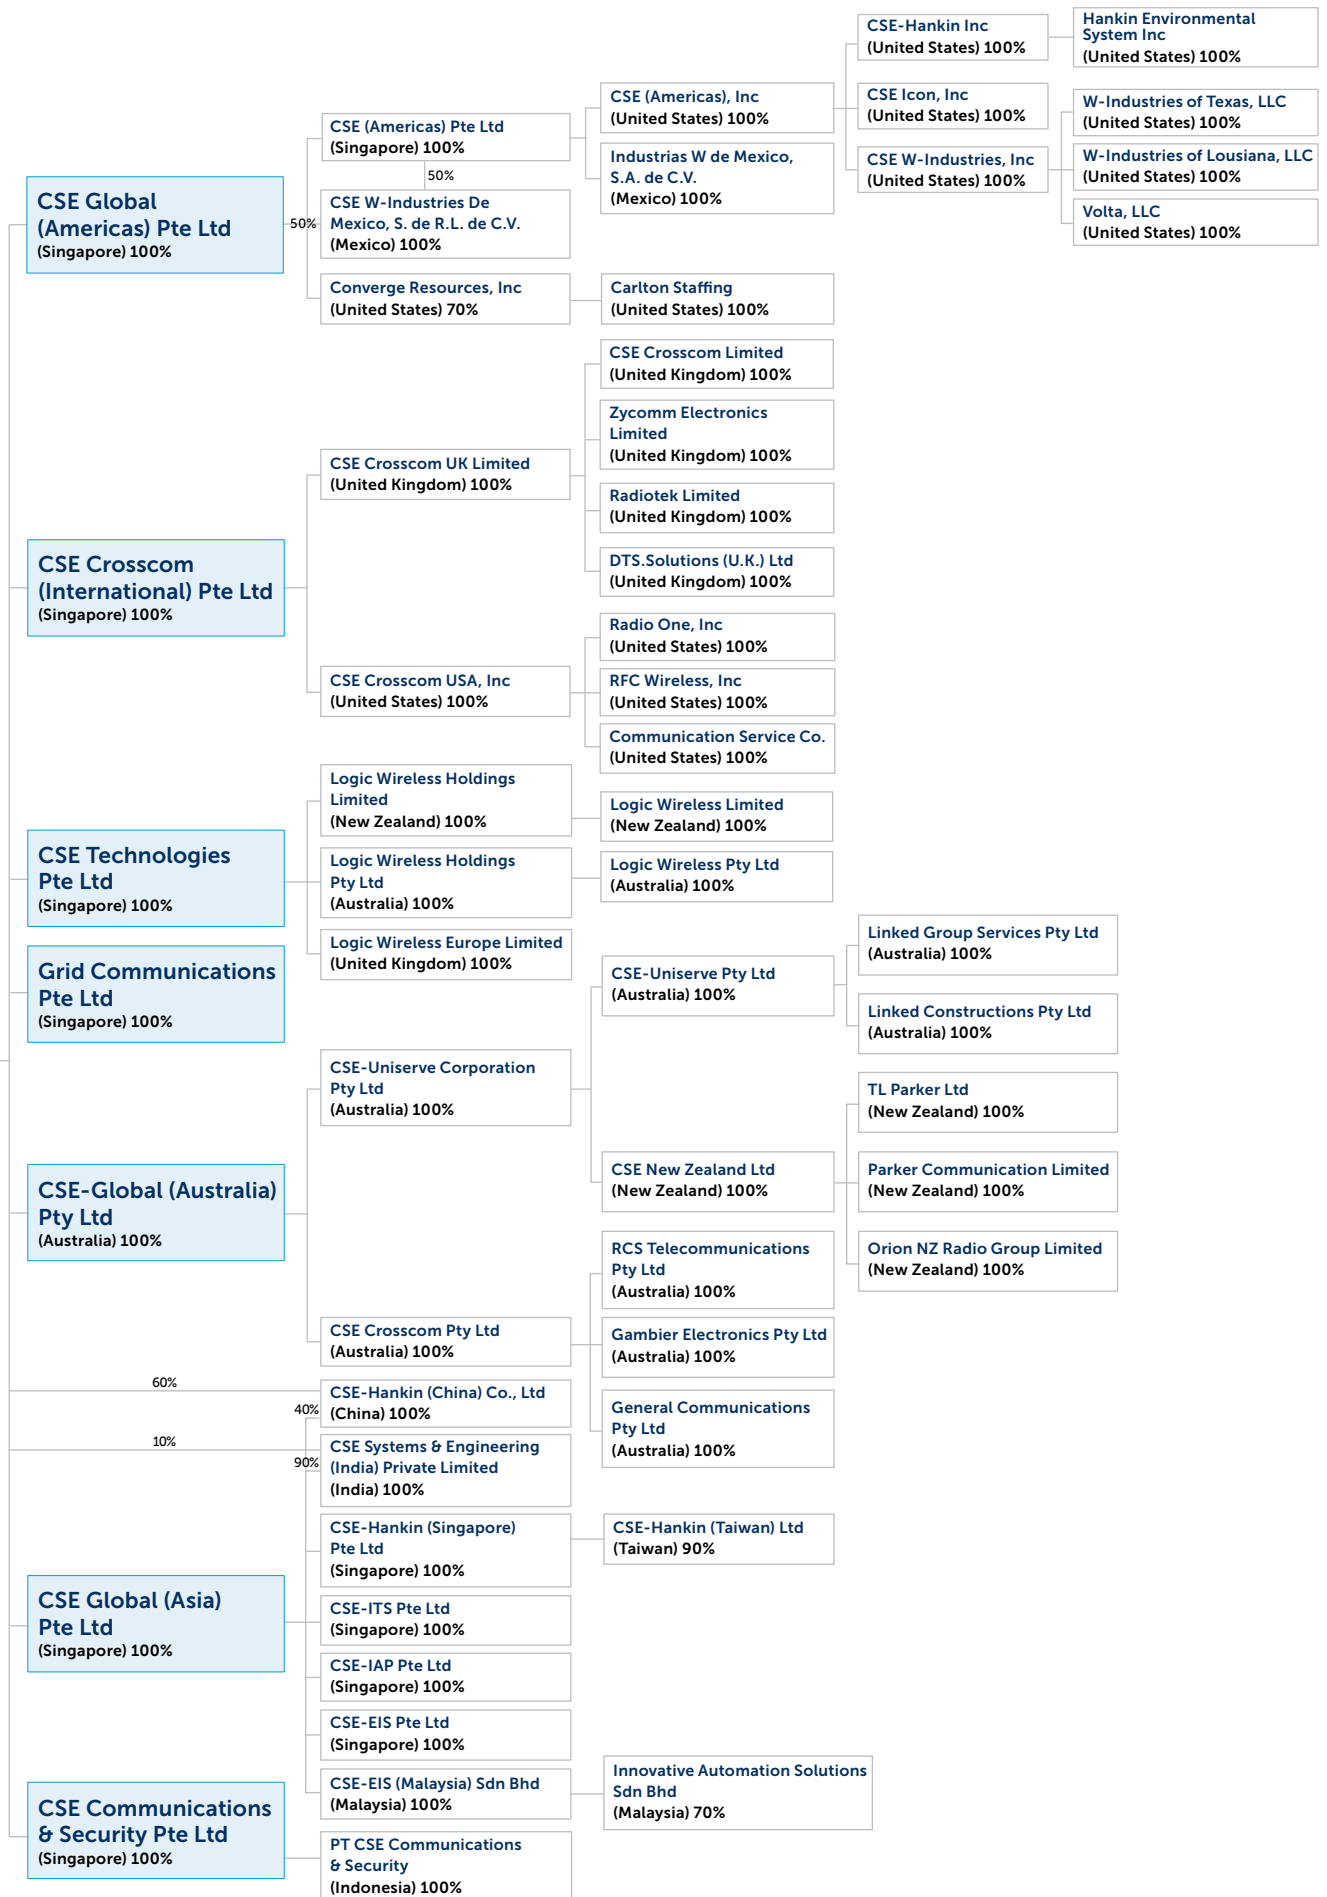 CSE Global
(Americas) Pte Ltd
(Singapore) 100%
50%
CSE (Americas) Pte Ltd
(Singapore) 100%
50%
CSE W-Industries De
Mexico, S. de R.L. de C.V.
(Mexico) 100%
Converge Resources, Inc
(United States) 70%
CSE (Americas), Inc
(United States) 100%
Industrias W de Mexico,
S.A. de C.V.
(Mexico) 100%
Carlton Staffing
(United States) 100%
CSE-Hankin Inc
(United States) 100%
CSE Icon, Inc
(United States) 100%
CSE W-Industries, Inc
(United States) 100%
Hankin Environmental
System Inc
(United States) 100%
W-Industries of Texas, LLC
(United States) 100%
W-Industries of Lousiana, LLC
(United States) 100%
Volta, LLC
(United States) 100%
CSE Crosscom
(International) Pte Ltd
(Singapore) 100%
CSE Crosscom UK Limited
(United Kingdom) 100%
CSE Crosscom Limited
(United Kingdom) 100%
Zycomm Electronics
Limited
(United Kingdom) 100%
Radiotek Limited
(United Kingdom) 100%
DTS.Solutions (U.K.) Ltd
(United Kingdom) 100%
CSE Crosscom USA, Inc
(United States) 100%
Radio One, Inc
(United States) 100%
RFC Wireless, Inc
(United States) 100%
Communication Service Co.
(United States) 100%
CSE Technologies
Pte Ltd
(Singapore) 100%
Logic Wireless Holdings
Limited
(New Zealand) 100%
Logic Wireless Limited
(New Zealand) 100%
Logic Wireless Holdings
Pty Ltd
(Australia) 100%
Logic Wireless Pty Ltd
(Australia) 100%
Logic Wireless Europe Limited
(United Kingdom) 100%
Grid Communications
Pte Ltd
(Singapore) 100%
CSE-Global (Australia)
Pty Ltd
(Australia) 100%
CSE-Uniserve Corporation
Pty Ltd
(Australia) 100%
CSE-Uniserve Pty Ltd
(Australia) 100%
Linked Group Services Pty Ltd
(Australia) 100%
Linked Constructions Pty Ltd
(Australia) 100%
CSE New Zealand Ltd
(New Zealand) 100%
TL Parker Ltd
(New Zealand) 100%
Parker Communication Limited
(New Zealand) 100%
Orion NZ Radio Group Limited
(New Zealand) 100%
CSE Crosscom Pty Ltd
(Australia) 100%
RCS Telecommunications
Pty Ltd
(Australia) 100%
Gambier Electronics Pty Ltd
(Australia) 100%
General Communications
Pty Ltd
(Australia) 100%
60%
40%
CSE-Hankin (China) Co., Ltd
(China) 100%
10%
90%
CSE Systems & Engineering
(India) Private Limited
(India) 100%
CSE Global (Asia)
Pte Ltd
(Singapore) 100%
CSE-Hankin (Singapore)
Pte Ltd
(Singapore) 100%
CSE-Hankin (Taiwan) Ltd
(Taiwan) 90%
CSE-ITS Pte Ltd
(Singapore) 100%
CSE-IAP Pte Ltd
(Singapore) 100%
CSE-EIS Pte Ltd
(Singapore) 100%
CSE-EIS (Malaysia) Sdn Bhd
(Malaysia) 100%
Innovative Automation Solutions
Sdn Bhd
(Malaysia) 70%
CSE Communications
& Security Pte Ltd
(Singapore) 100%
PT CSE Communications
& Security
(Indonesia) 100%